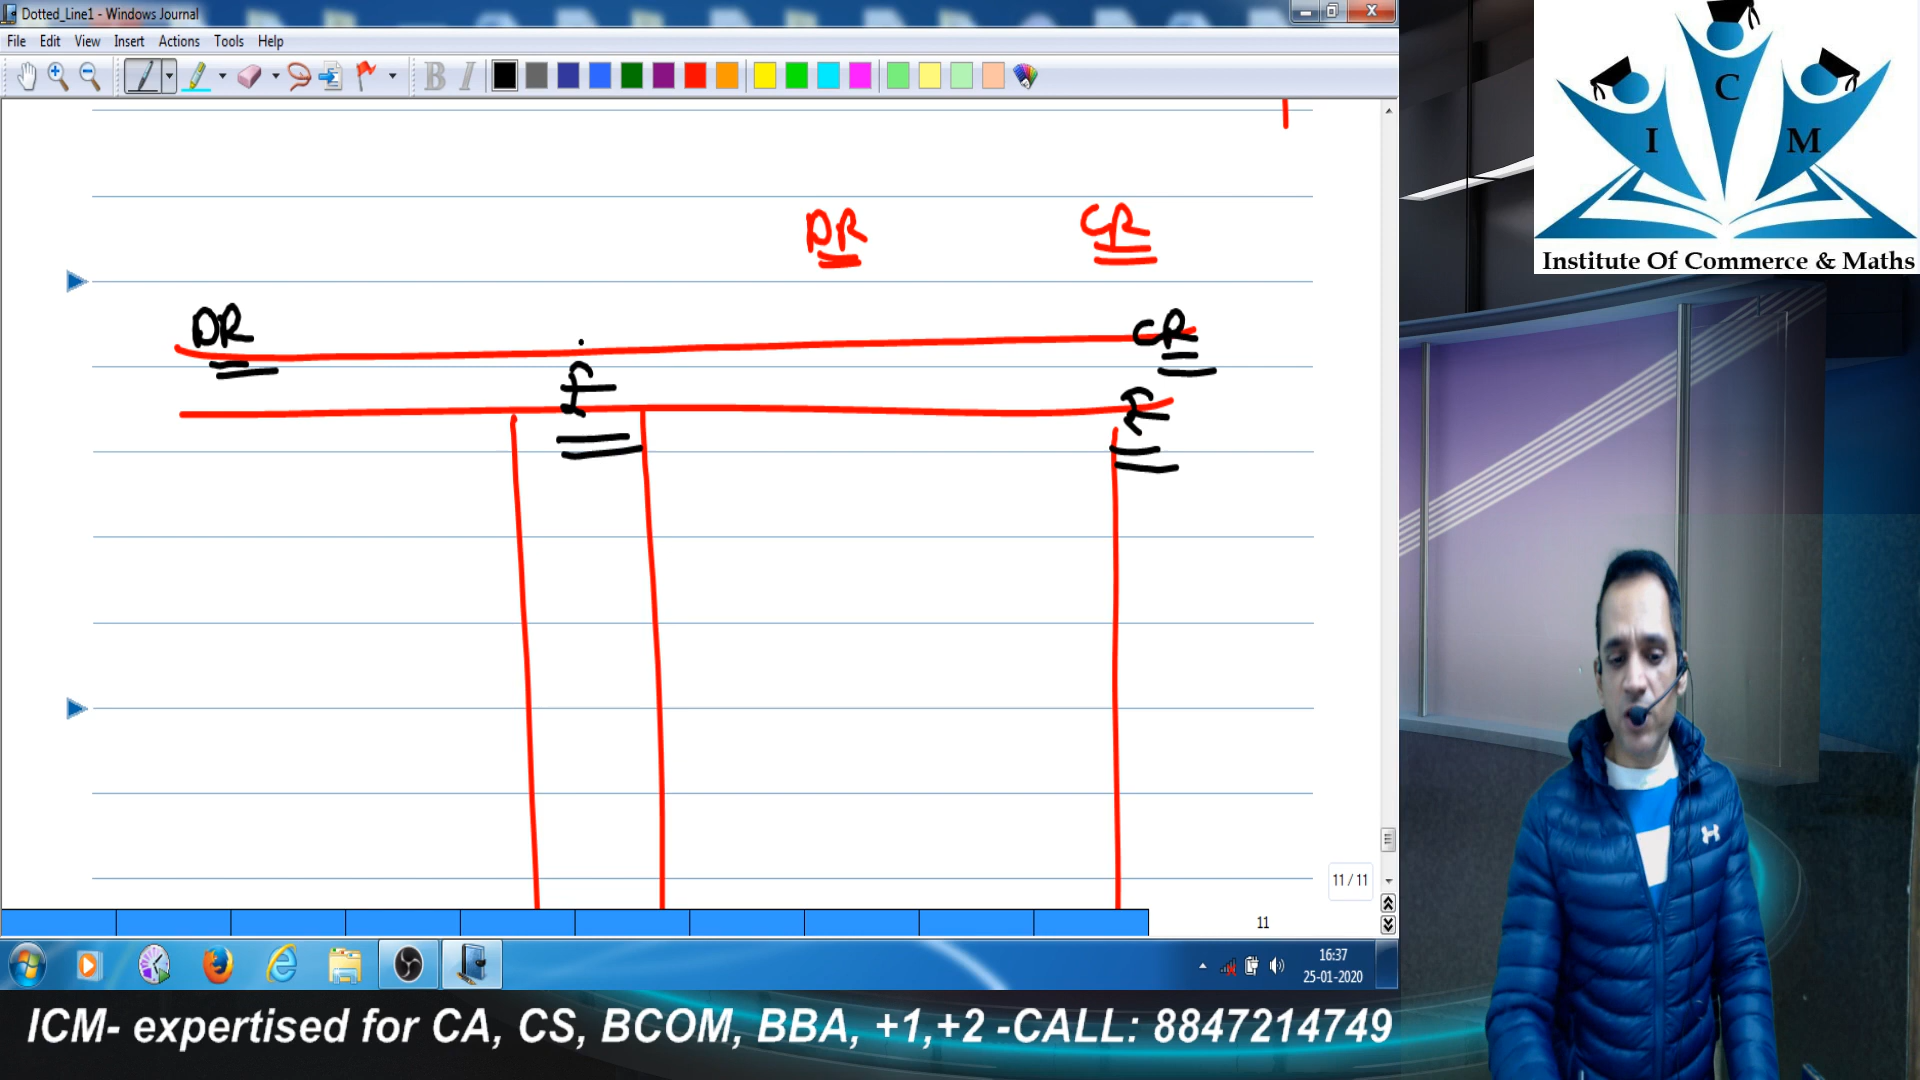 Dotted_Line1 - Windows Journal
File Edit View Insert Actions Tools Help
B I
DR CR
DR CR
11 / 11
11
16:37
25-01-2020
I C M
Institute Of Commerce & Maths
ICM- expertised for CA, CS, BCOM, BBA, +1,+2 -CALL: 8847214749